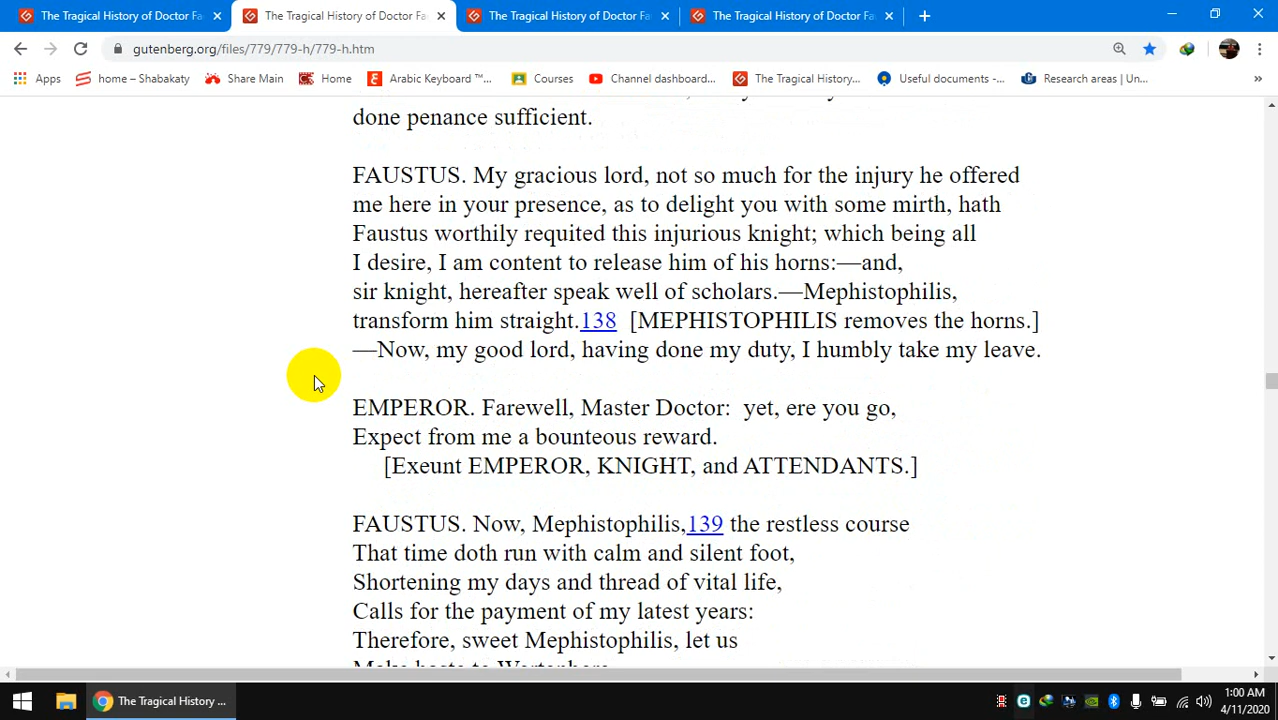 The Tragical History of Doctor Fa
The Tragical History of Doctor Fa
The Tragical History of Doctor Fa
The Tragical History of Doctor Fa
gutenberg.org/files/779/779-h/779-h.htm
Apps
home – Shabakaty
Share Main
Home
Arabic Keyboard ™...
Courses
Channel dashboard...
The Tragical History...
Useful documents -...
Research areas | Un...
»
done penance sufficient.
FAUSTUS. My gracious lord, not so much for the injury he offered
me here in your presence, as to delight you with some mirth, hath
Faustus worthily requited this injurious knight; which being all
I desire, I am content to release him of his horns:—and,
sir knight, hereafter speak well of scholars.—Mephistophilis,
transform him straight.138 [MEPHISTOPHILIS removes the horns.]
—Now, my good lord, having done my duty, I humbly take my leave.
EMPEROR. Farewell, Master Doctor: yet, ere you go,
Expect from me a bounteous reward.
[Exeunt EMPEROR, KNIGHT, and ATTENDANTS.]
FAUSTUS. Now, Mephistophilis,139 the restless course
That time doth run with calm and silent foot,
Shortening my days and thread of vital life,
Calls for the payment of my latest years:
Therefore, sweet Mephistophilis, let us
The Tragical History ...
1:00 AM
4/11/2020